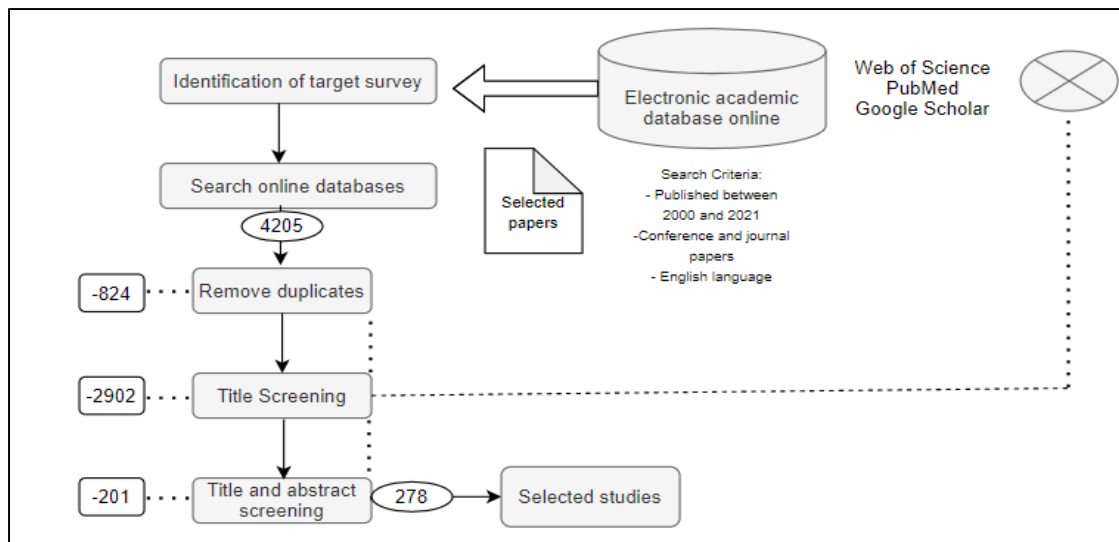 Identification of target survey
Electronic academic
database online
Web of Science
PubMed
Google Scholar
Search online databases
4205
Selected
papers
Search Criteria:
- Published between
2000 and 2021
-Conference and journal
papers
- English language
-824
Remove duplicates
-2902
Title Screening
-201
Title and abstract
screening
278
Selected studies